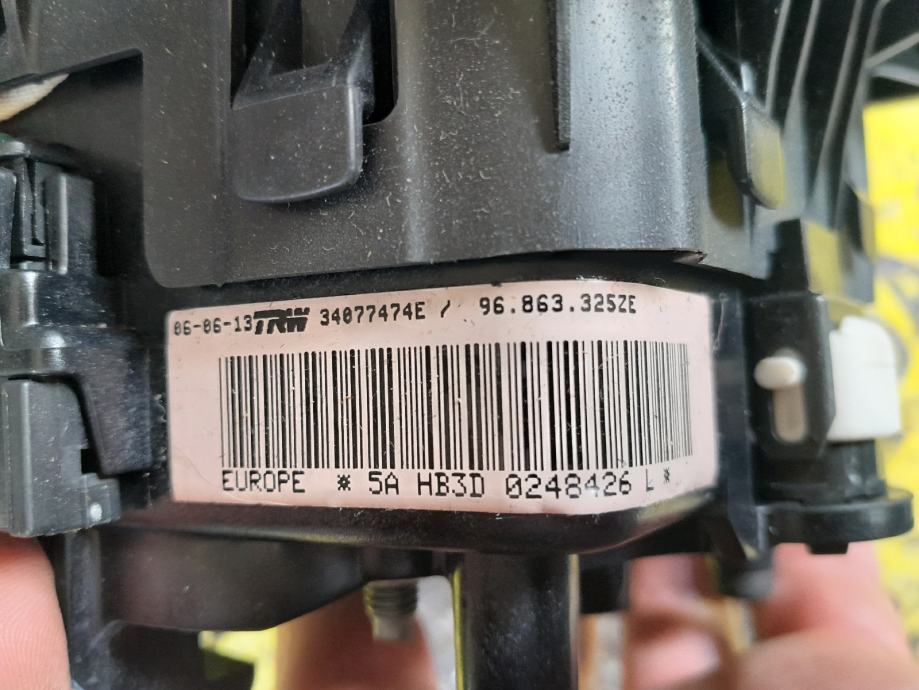 06-06-13 TRW 34077474E / 96.863.325ZE
EUROPE * 5A HB3D 0248426 L *